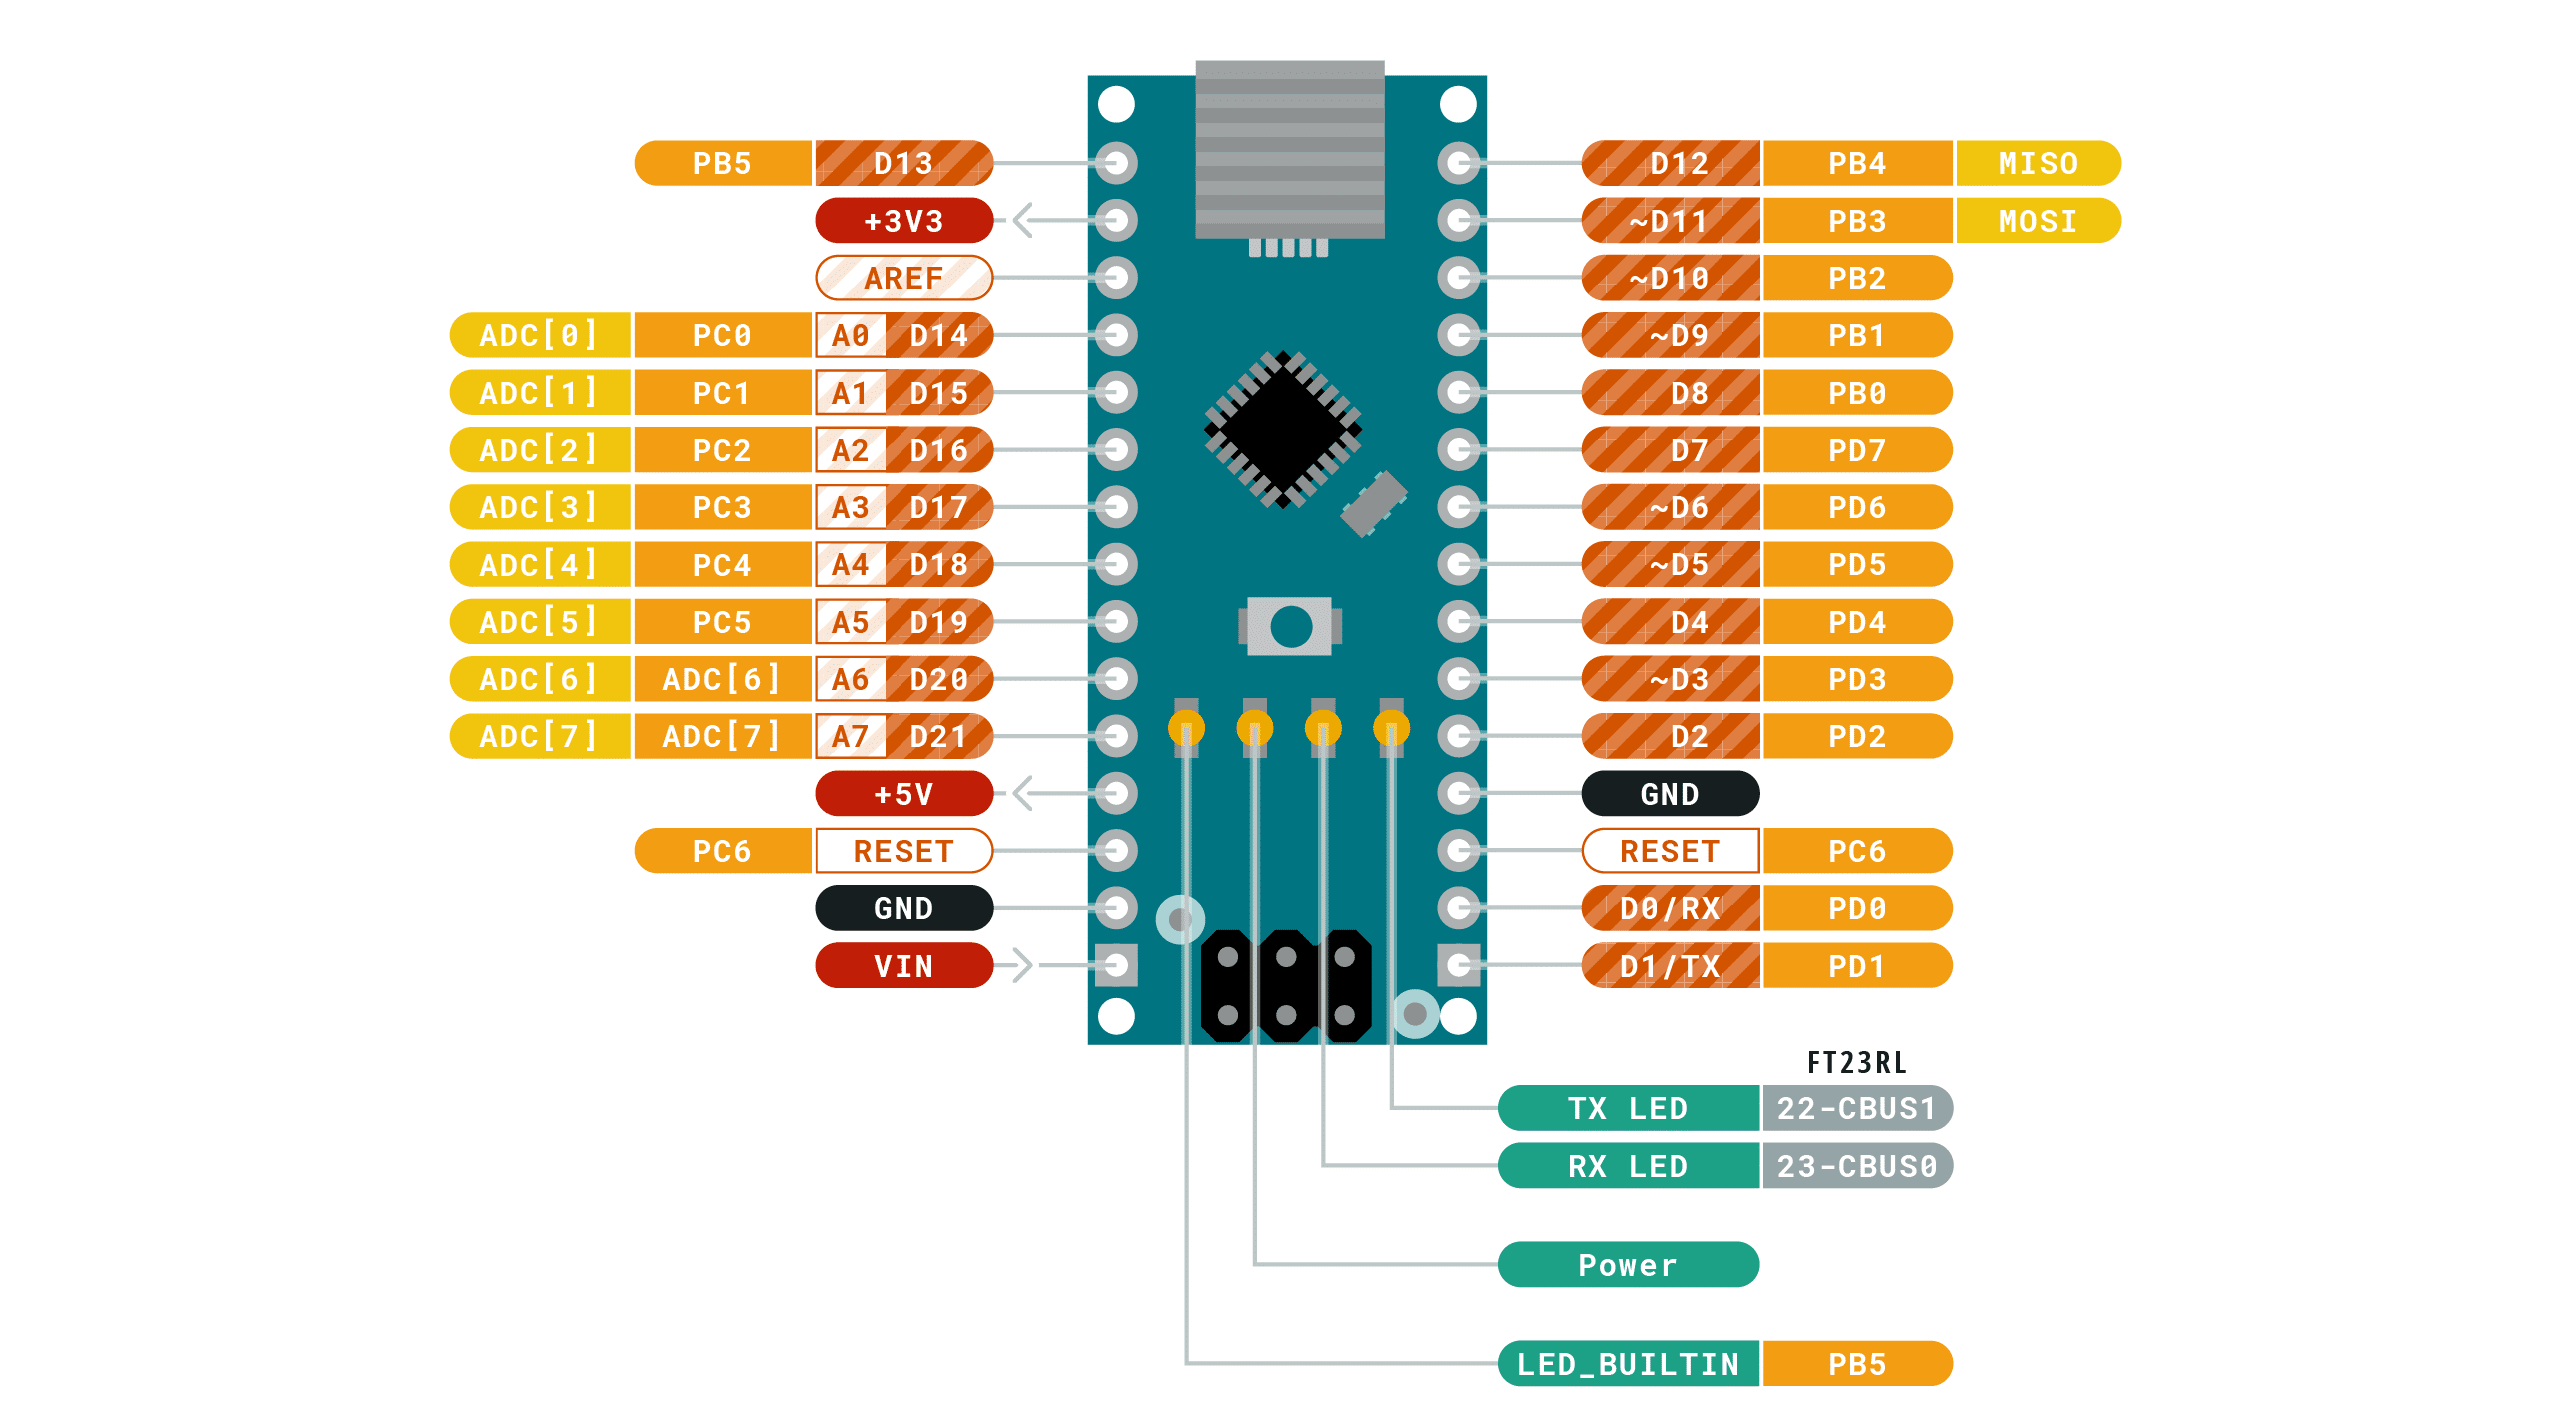 PB5 D13 D12 PB4 MISO
+3V3 ~D11 PB3 MOSI
AREF ~D10 PB2
ADC[0] PC0 A0 D14 ~D9 PB1
ADC[1] PC1 A1 D15 D8 PB0
ADC[2] PC2 A2 D16 D7 PD7
ADC[3] PC3 A3 D17 ~D6 PD6
ADC[4] PC4 A4 D18 ~D5 PD5
ADC[5] PC5 A5 D19 D4 PD4
ADC[6] ADC[6] A6 D20 ~D3 PD3
ADC[7] ADC[7] A7 D21 D2 PD2
+5V GND
PC6 RESET RESET PC6
GND D0/RX PD0
VIN D1/TX PD1
FT23RL
TX LED 22-CBUS1
RX LED 23-CBUS0
Power
LED_BUILTIN PB5